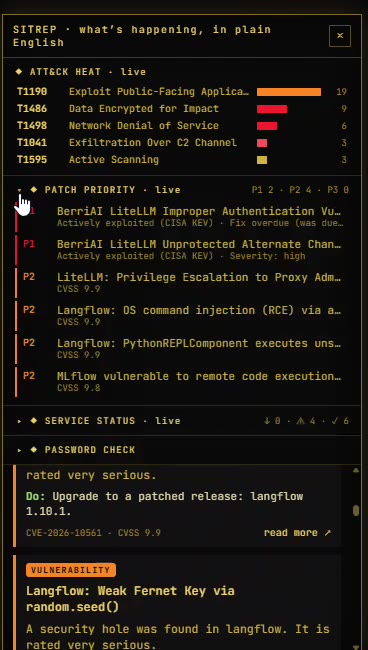 SITREP · what's happening, in plain
English
✕
◆ ATT&CK HEAT · live
T1190 Exploit Public-Facing Applica… 19
T1486 Data Encrypted for Impact 9
T1498 Network Denial of Service 6
T1041 Exfiltration Over C2 Channel 3
T1595 Active Scanning 3
▾ ◆ PATCH PRIORITY · live P1 2 · P2 4 · P3 0
P1 BerriAI LiteLLM Improper Authentication Vu…
Actively exploited (CISA KEV) · Fix overdue (was due…
P1 BerriAI LiteLLM Unprotected Alternate Chan…
Actively exploited (CISA KEV) · Severity: high
P2 LiteLLM: Privilege Escalation to Proxy Adm…
CVSS 9.9
P2 Langflow: OS command injection (RCE) via a…
CVSS 9.9
P2 Langflow: PythonREPLComponent executes uns…
CVSS 9.9
P2 MLflow vulnerable to remote code execution…
CVSS 9.8
▸ ◆ SERVICE STATUS · live ↓ 0 · ⚠ 4 · ✓ 6
▸ ◆ PASSWORD CHECK
rated very serious.
Do: Upgrade to a patched release: langflow
1.10.1.
CVE-2026-10561 · CVSS 9.9 read more ↗
VULNERABILITY
Langflow: Weak Fernet Key via
random.seed()
A security hole was found in langflow. It is
rated very serious.